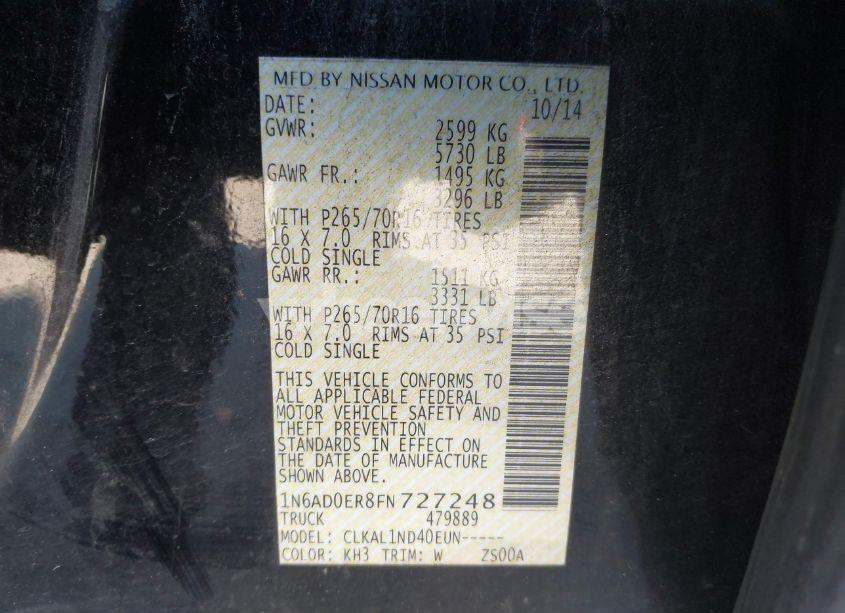 MFD BY NISSAN MOTOR CO., LTD.
DATE: 10/14
GVWR: 2599 KG
5730 LB
GAWR FR.: 1495 KG
3296 LB
WITH P265/70R16 TIRES
16 X 7.0 RIMS AT 35 PSI
COLD SINGLE
GAWR RR.: 1511 KG
3331 LB
WITH P265/70R16 TIRES
16 X 7.0 RIMS AT 35 PSI
COLD SINGLE
THIS VEHICLE CONFORMS TO
ALL APPLICABLE FEDERAL
MOTOR VEHICLE SAFETY AND
THEFT PREVENTION
STANDARDS IN EFFECT ON
THE DATE OF MANUFACTURE
SHOWN ABOVE.
1N6AD0ER8FN727248
TRUCK 479889
MODEL: CLKAL1ND40EUN-----
COLOR: KH3 TRIM: W ZS00A